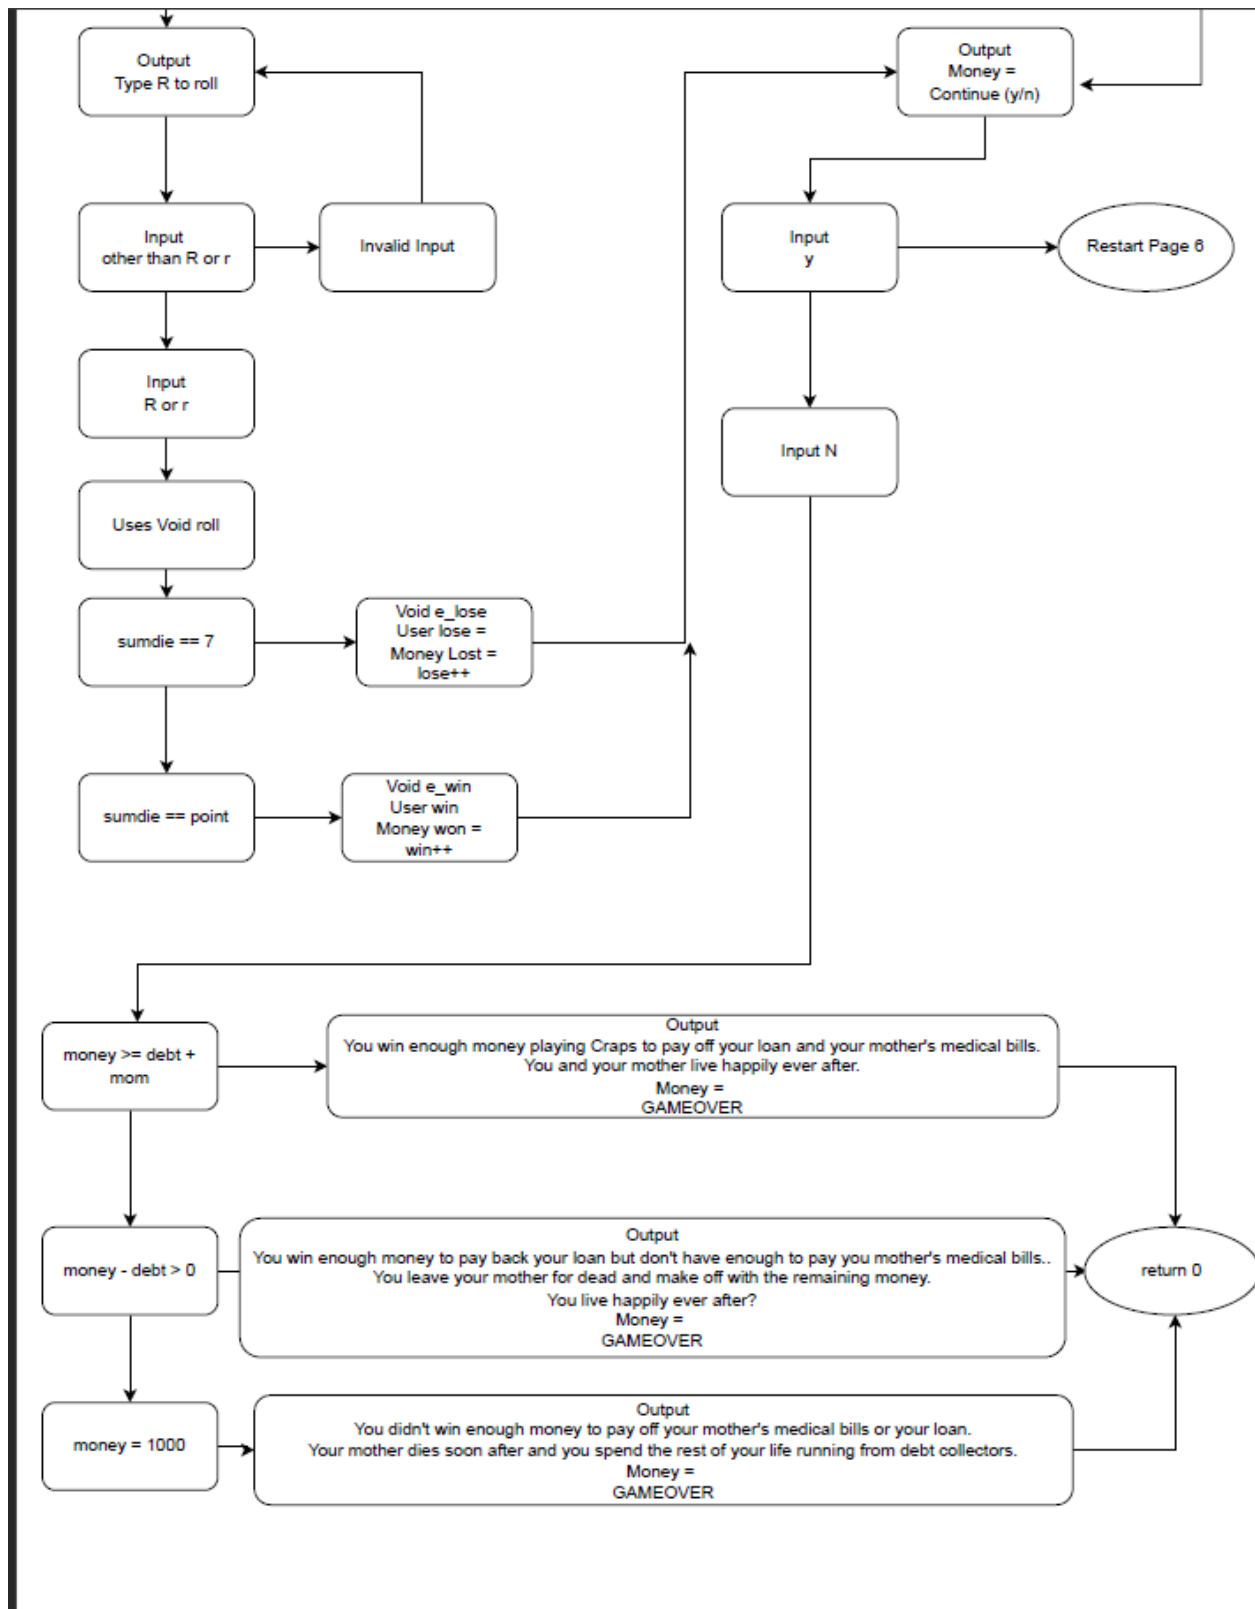 Output
Type R to roll
Output
Money =
Continue (y/n)
Input
other than R or r
Invalid Input
Input
y
Restart Page 6
Input
R or r
Input N
Uses Void roll
sumdie == 7
Void e_lose
User lose =
Money Lost =
lose++
sumdie == point
Void e_win
User win
Money won =
win++
money >= debt +
mom
Output
You win enough money playing Craps to pay off your loan and your mother's medical bills.
You and your mother live happily ever after.
Money =
GAMEOVER
money - debt > 0
Output
You win enough money to pay back your loan but don't have enough to pay you mother's medical bills..
You leave your mother for dead and make off with the remaining money.
You live happily ever after?
Money =
GAMEOVER
return 0
money = 1000
Output
You didn't win enough money to pay off your mother's medical bills or your loan.
Your mother dies soon after and you spend the rest of your life running from debt collectors.
Money =
GAMEOVER